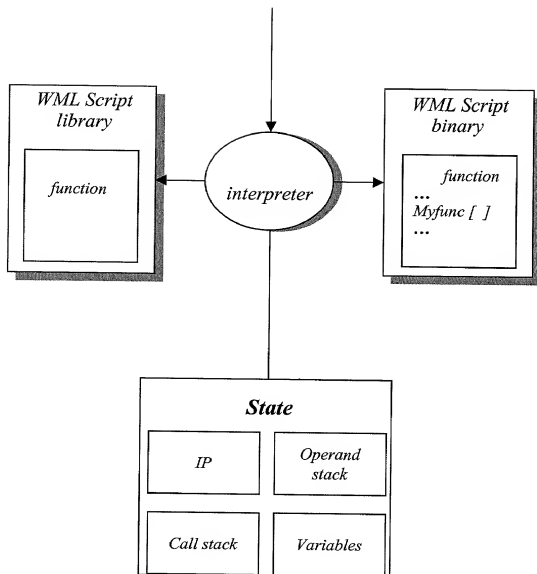 WML Script
library
function
interpreter
WML Script
binary
function
...
Myfunc [ ]
...
State
IP
Operand
stack
Call stack
Variables